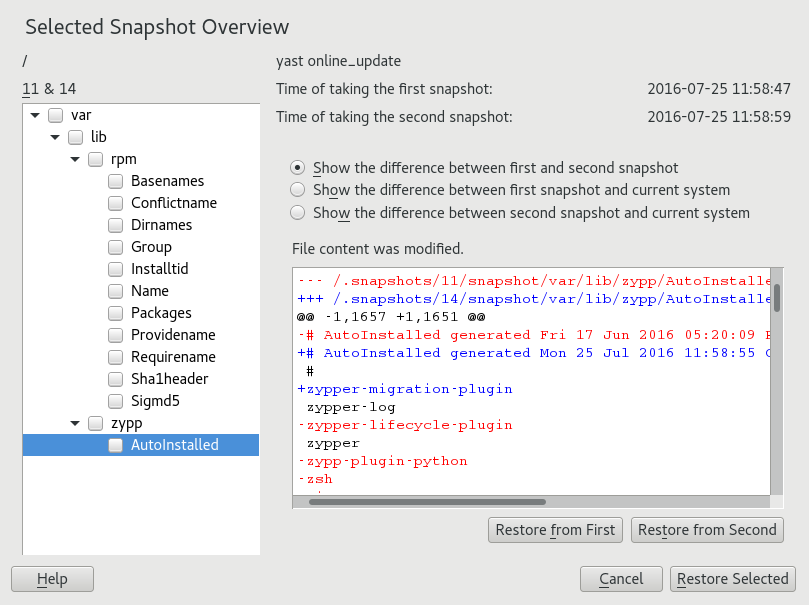 Selected Snapshot Overview
/
yast online_update
11 & 14
Time of taking the first snapshot: 2016-07-25 11:58:47
Time of taking the second snapshot: 2016-07-25 11:58:59
var
lib
rpm
Basenames
Conflictname
Dirnames
Group
Installtid
Name
Packages
Providename
Requirename
Sha1header
Sigmd5
zypp
AutoInstalled
Show the difference between first and second snapshot
Show the difference between first snapshot and current system
Show the difference between second snapshot and current system
File content was modified.
--- /.snapshots/11/snapshot/var/lib/zypp/AutoInstalle
+++ /.snapshots/14/snapshot/var/lib/zypp/AutoInstalle
@@ -1,1657 +1,1651 @@
-# AutoInstalled generated Fri 17 Jun 2016 05:20:09
+# AutoInstalled generated Mon 25 Jul 2016 11:58:55
#
+zypper-migration-plugin
zypper-log
-zypper-lifecycle-plugin
zypper
-zypp-plugin-python
-zsh
Restore from First
Restore from Second
Help
Cancel
Restore Selected